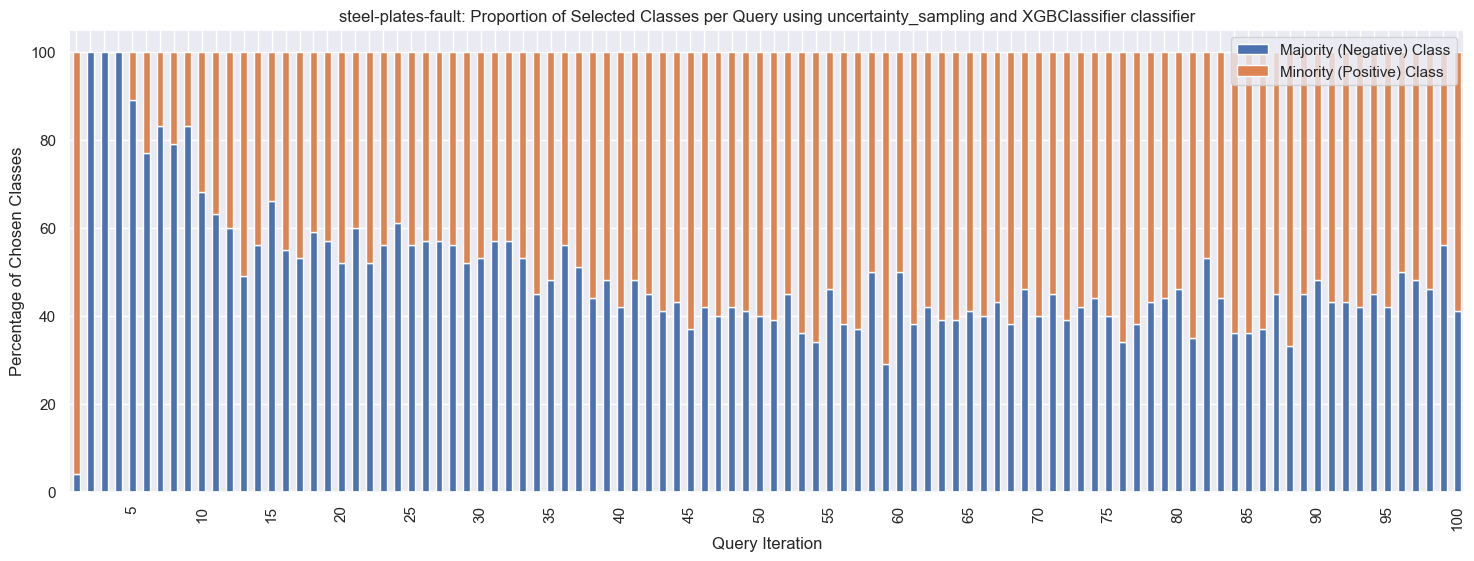 steel-plates-fault: Proportion of Selected Classes per Query using uncertainty_sampling and XGBClassifier classifier
Majority (Negative) Class
Minority (Positive) Class
Percentage of Chosen Classes
100
80
60
40
20
0
5 10 15 20 25 30 35 40 45 50 55 60 65 70 75 80 85 90 95 100
Query Iteration